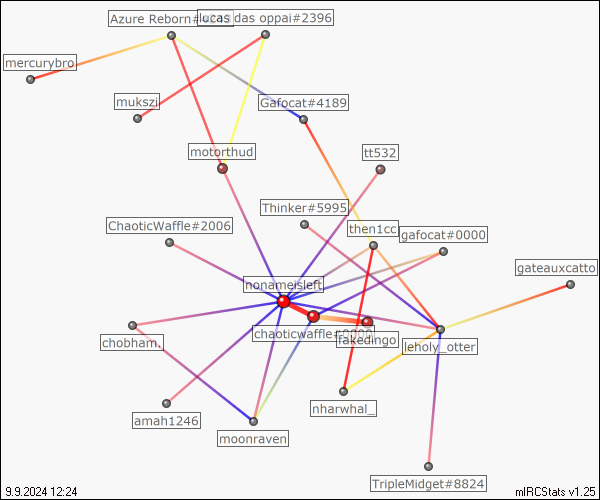 Azure Reborn#4243
lucas das oppai#2396
mercurybro
mukszi
Gafocat#4189
motorthud
tt532
Thinker#5995
ChaoticWaffle#2006
then1cc
gafocat#0000
gateauxcatto
nonameisleft
chaoticwaffle#0000
fakedingo
leholy_otter
chobham.
amah1246
nharwhal_
moonraven
TripleMidget#8824
9.9.2024 12:24
mIRCStats v1.25